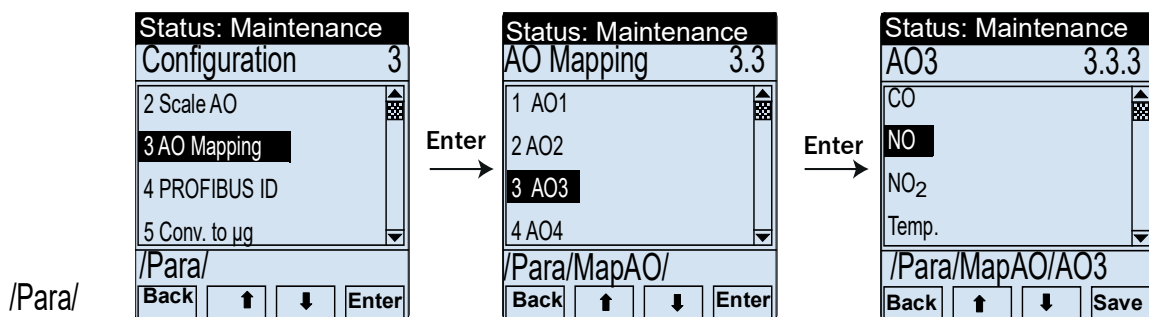 Status: Maintenance
Configuration 3
2 Scale AO
3 AO Mapping
4 PROFIBUS ID
5 Conv. to µg
/Para/
Back Enter
Enter
Status: Maintenance
AO Mapping 3.3
1 AO1
2 AO2
3 AO3
4 AO4
/Para/MapAO/
Back Enter
Enter
Status: Maintenance
AO3 3.3.3
CO
NO
NO2
Temp.
/Para/MapAO/AO3
Back Save
/Para/